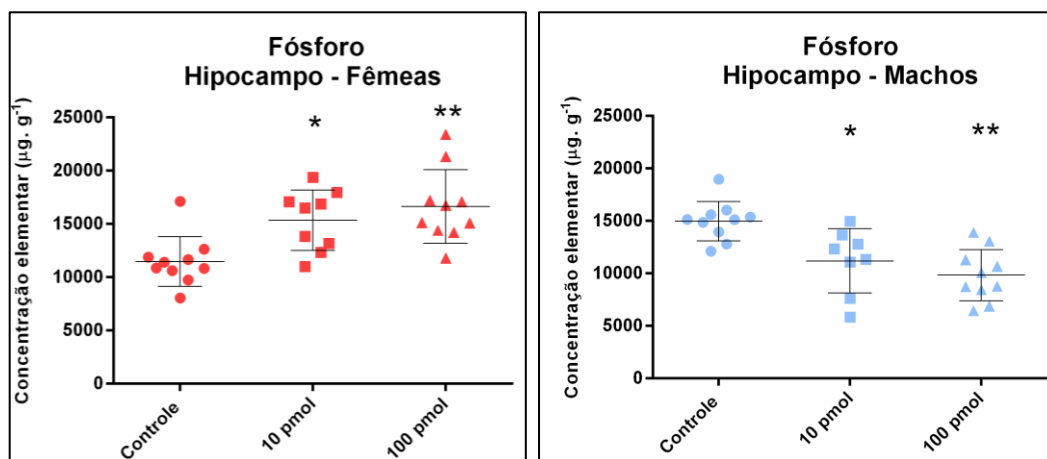 Fósforo
Hipocampo - Fêmeas
Concentração elementar (μg. g⁻¹)
25000
20000
15000
10000
5000
0
*
**
Controle
10 pmol
100 pmol
Fósforo
Hipocampo - Machos
Concentração elementar (μg. g⁻¹)
25000
20000
15000
10000
5000
0
*
**
Controle
10 pmol
100 pmol